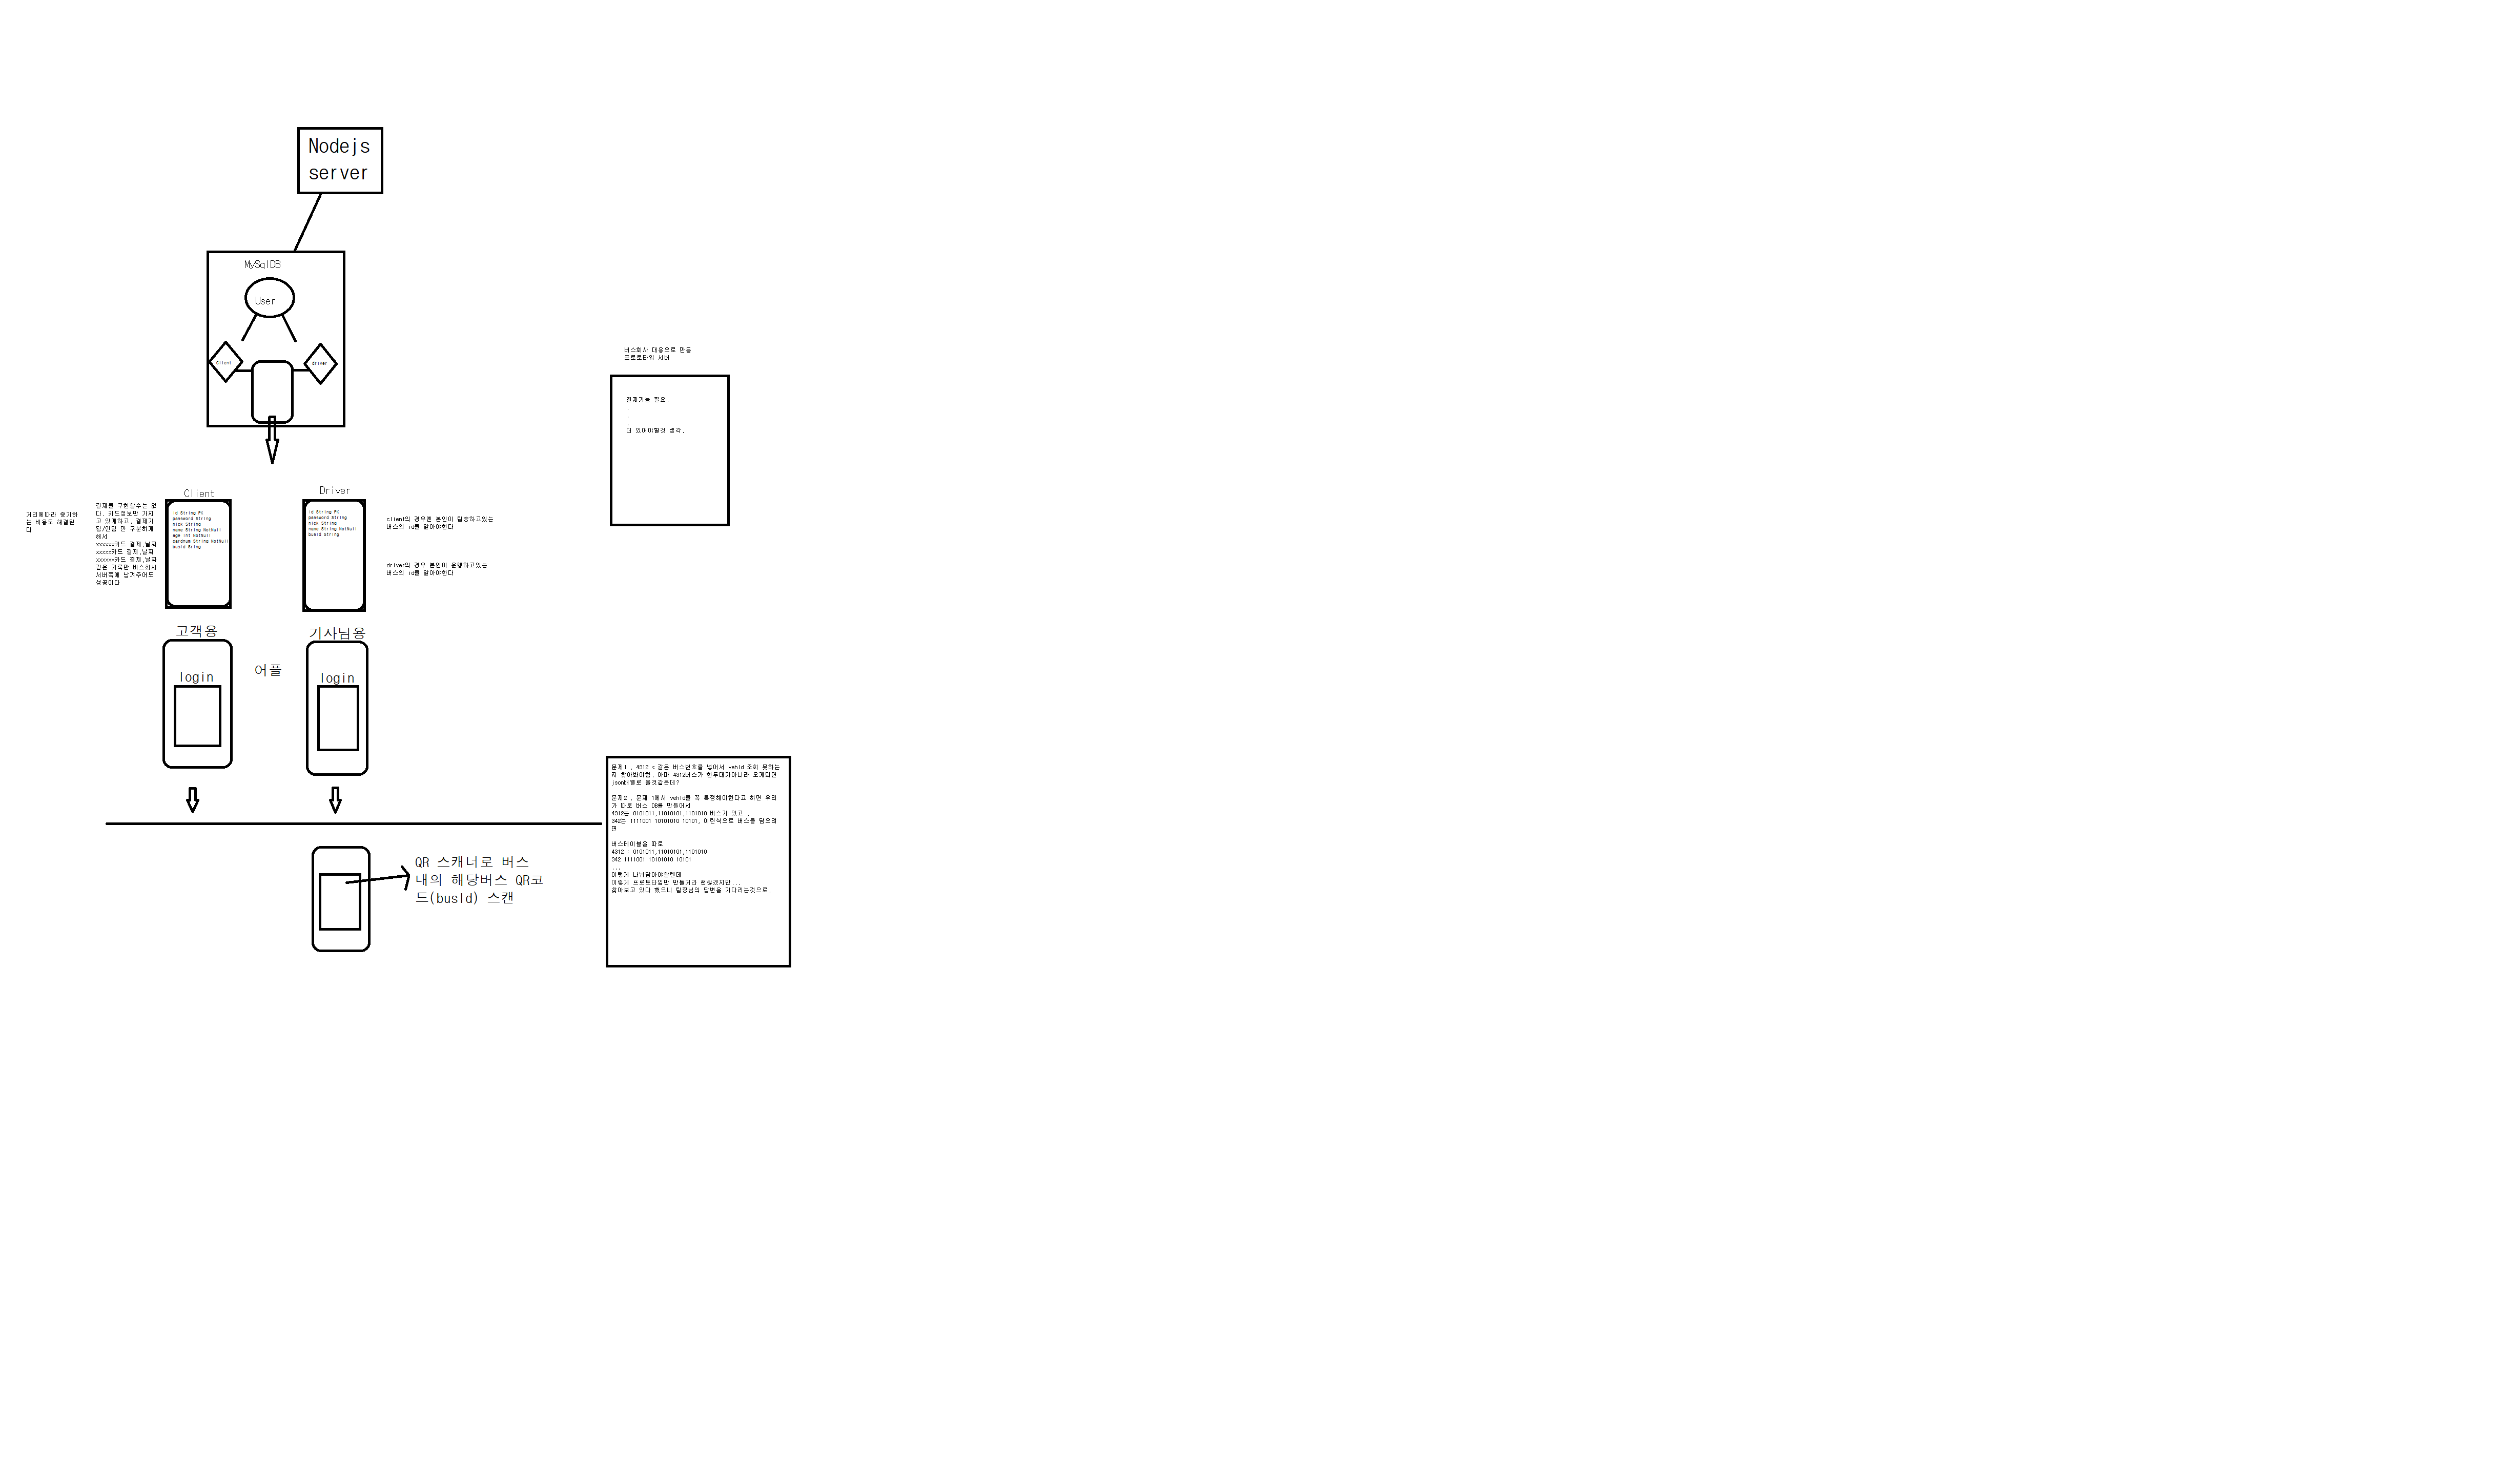 Nodejs
server
MySqlDB
User
Client
driver
버스회사 대용으로 만들
프로토타입 서버
결제기능 필요.
.
.
.
더 있어야할것 생각.
거리에따라 증가하
는 비용도 해결된
다
결제를 구현할수는 없
다. 카드정보만 가지
고 있게하고, 결제가
됨/안됨 만 구분하게
해서
xxxxxx카드 결제,날짜
xxxxx카드 결제,날짜
xxxxxx카드 결제,날짜
같은 기록만 버스회사
서버쪽에 남겨주어도
성공이다
Client
id String PK
password String
nick String
name String NotNull
age int NotNull
cardnum String NotNull
busid Sring
Driver
id String PK
password String
nick String
name String NotNull
busid String
client의 경우엔 본인이 탑승하고있는
버스의 id를 알아야한다
driver의 경우 본인이 운행하고있는
버스의 id를 알아야한다
고객용
login
어플
기사님용
login
QR 스캐너로 버스
내의 해당버스 QR코
드(busId) 스캔
문제1 . 4312 < 같은 버스번호를 넣어서 vehId 조회 못하는
지 찾아봐야함. 아마 4312버스가 한두대가아니라 오게되면
json배열로 올것같은데?
문제2 , 문제 1에서 vehId를 꼭 특정해야한다고 하면 우리
가 따로 버스 DB를 만들어서
4312는 0101011,11010101,1101010 버스가 있고 ,
342는 1111001 10101010 10101, 이런식으로 버스를 담으려
면
버스테이블을 따로
4312 : 0101011,11010101,1101010
342 1111001 10101010 10101
...
이렇게 나눠담아야할텐데
이렇게 프로토타입만 만들거라 괜찮겠지만...
찾아보고 있다 했으니 팀장님의 답변을 기다리는것으로.